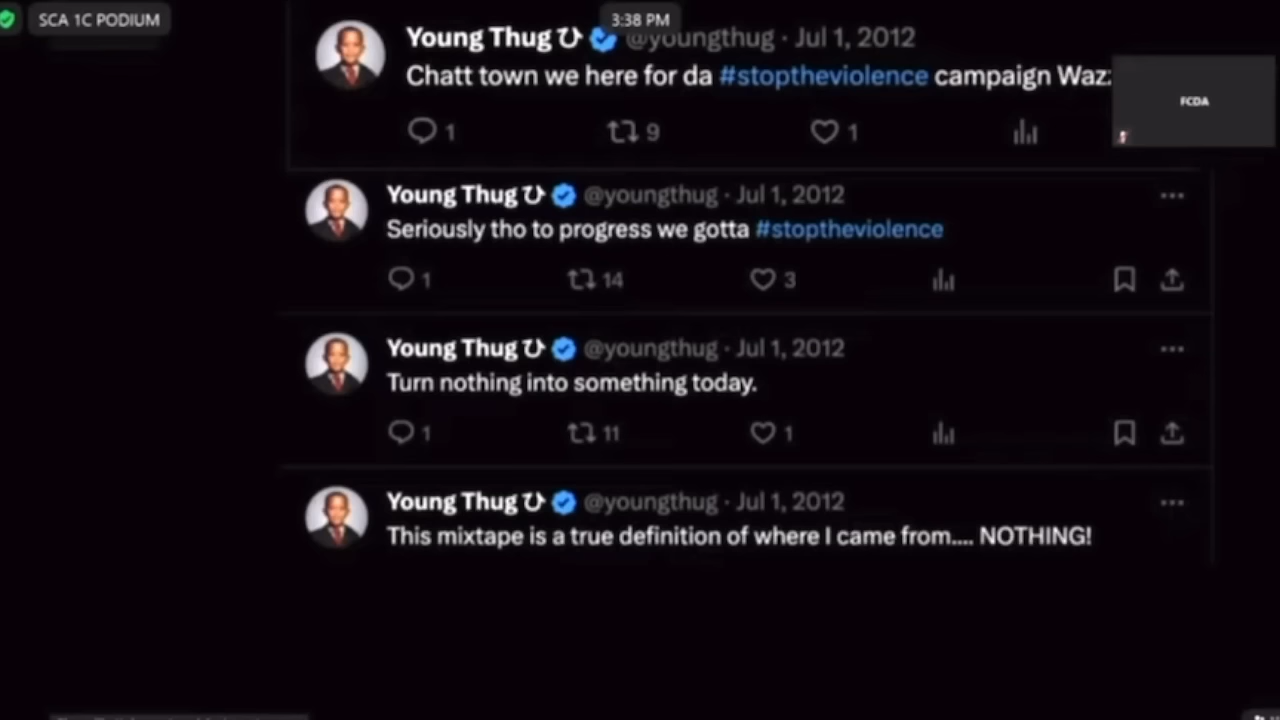 SCA 1C PODIUM
3:38 PM
Young Thug ひ @youngthug · Jul 1, 2012
Chatt town we here for da #stoptheviolence campaign Waz
FCDA
1 9 1
Young Thug ひ @youngthug · Jul 1, 2012
Seriously tho to progress we gotta #stoptheviolence
1 14 3
Young Thug ひ @youngthug · Jul 1, 2012
Turn nothing into something today.
1 11 1
Young Thug ひ @youngthug · Jul 1, 2012
This mixtape is a true definition of where I came from.... NOTHING!